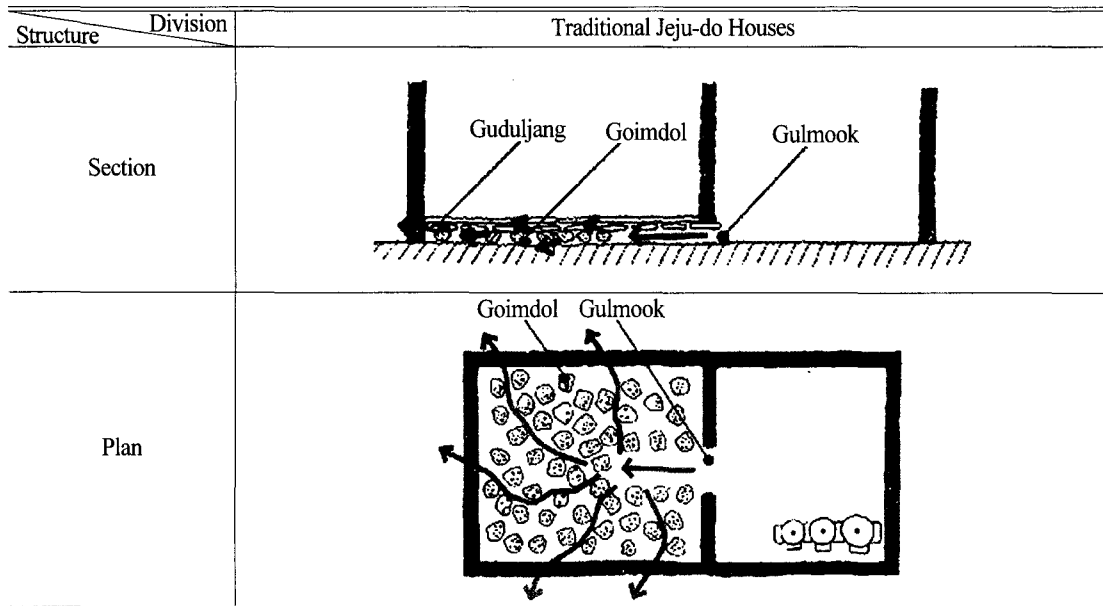 Division
Structure
Traditional Jeju-do Houses
Section
Guduljang Goimdol Gulmook
Plan
Goimdol Gulmook